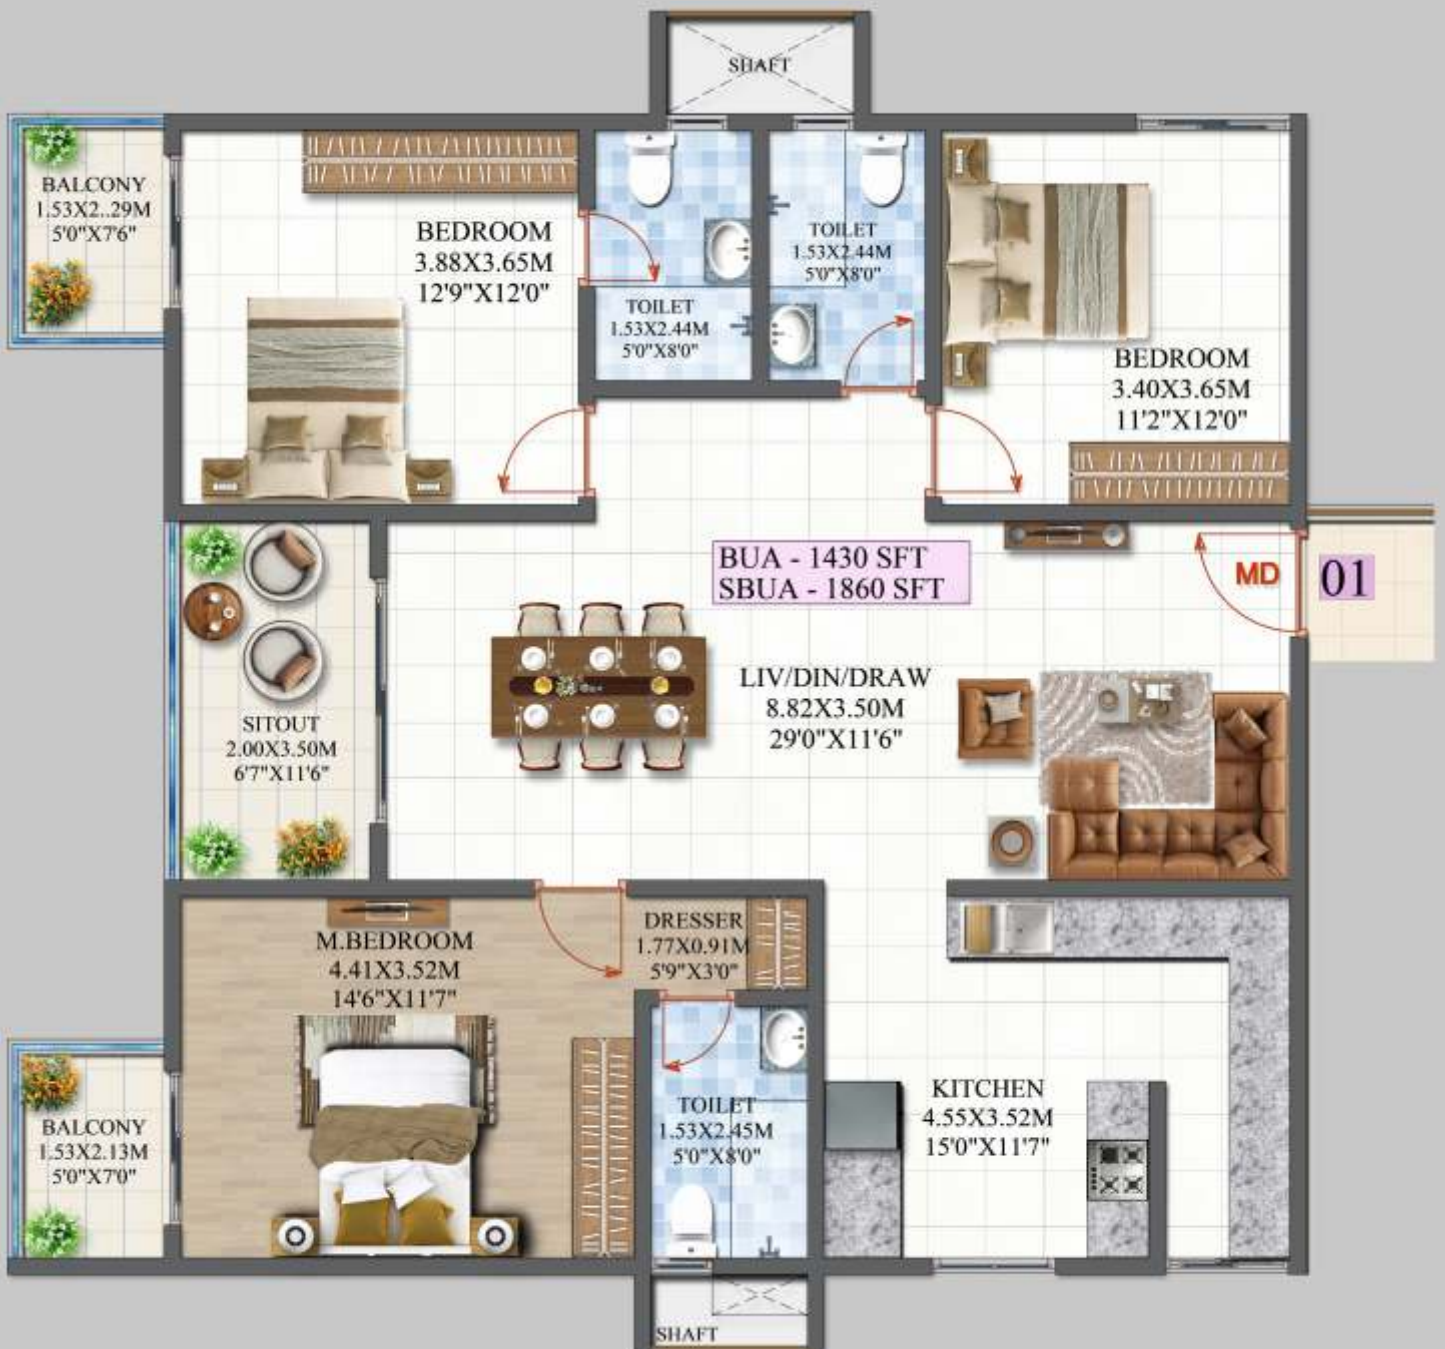 SHAFT
BALCONY
1.53X2..29M
5'0"X7'6"
BEDROOM
3.88X3.65M
12'9"X12'0"
TOILET
1.53X2.44M
5'0"X8'0"
TOILET
1.53X2.44M
5'0"X8'0"
BEDROOM
3.40X3.65M
11'2"X12'0"
BUA - 1430 SFT
SBUA - 1860 SFT
MD
01
LIV/DIN/DRAW
8.82X3.50M
29'0"X11'6"
SITOUT
2.00X3.50M
6'7"X11'6"
M.BEDROOM
4.41X3.52M
14'6"X11'7"
DRESSER
1.77X0.91M
5'9"X3'0"
BALCONY
1.53X2.13M
5'0"X7'0"
TOILET
1.53X2.45M
5'0"X8'0"
KITCHEN
4.55X3.52M
15'0"X11'7"
SHAFT